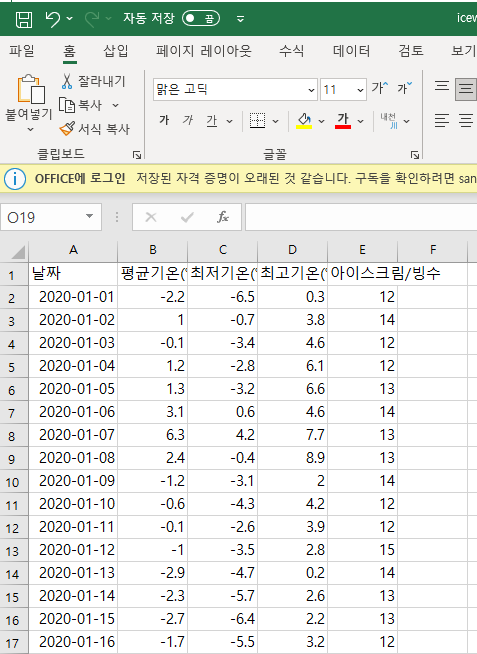 자동 저장 끔 icew
파일 홈 삽입 페이지 레이아웃 수식 데이터 검토 보기
붙여넣기 잘라내기 맑은 고딕 11 가 가
복사
서식 복사 가 가 가 가 내천
클립보드 글꼴
OFFICE에 로그인 저장된 자격 증명이 오래된 것 같습니다. 구독을 확인하려면 san
O19 fx
A B C D E F
1 날짜 평균기온(° 최저기온(° 최고기온(° 아이스크림/빙수
2 2020-01-01 -2.2 -6.5 0.3 12
3 2020-01-02 1 -0.7 3.8 14
4 2020-01-03 -0.1 -3.4 4.6 12
5 2020-01-04 1.2 -2.8 6.1 12
6 2020-01-05 1.3 -3.2 6.6 13
7 2020-01-06 3.1 0.6 4.6 14
8 2020-01-07 6.3 4.2 7.7 13
9 2020-01-08 2.4 -0.4 8.9 13
10 2020-01-09 -1.2 -3.1 2 14
11 2020-01-10 -0.6 -4.3 4.2 12
12 2020-01-11 -0.1 -2.6 3.9 12
13 2020-01-12 -1 -3.5 2.8 15
14 2020-01-13 -2.9 -4.7 0.2 14
15 2020-01-14 -2.3 -5.7 2.6 13
16 2020-01-15 -2.7 -6.4 2.2 13
17 2020-01-16 -1.7 -5.5 3.2 12